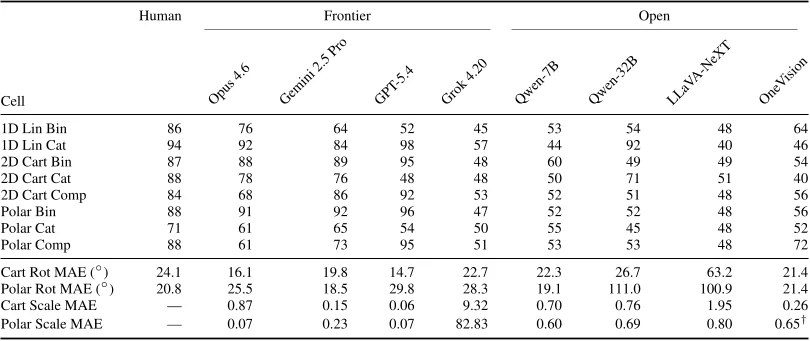 Human Frontier Open
Cell Opus 4.6 Gemini 2.5 Pro GPT-5.4 Grok 4.20 Qwen-7B Qwen-32B LLaVA-NeXT OneVision
1D Lin Bin 86 76 64 52 45 53 54 48 64
1D Lin Cat 94 92 84 98 57 44 92 40 46
2D Cart Bin 87 88 89 95 48 60 49 49 54
2D Cart Cat 88 78 76 48 48 50 71 51 40
2D Cart Comp 84 68 86 92 53 52 51 48 56
Polar Bin 88 91 92 96 47 52 52 48 56
Polar Cat 71 61 65 54 50 55 45 48 52
Polar Comp 88 61 73 95 51 53 53 48 72
Cart Rot MAE (°) 24.1 16.1 19.8 14.7 22.7 22.3 26.7 63.2 21.4
Polar Rot MAE (°) 20.8 25.5 18.5 29.8 28.3 19.1 111.0 100.9 21.4
Cart Scale MAE — 0.87 0.15 0.06 9.32 0.70 0.76 1.95 0.26
Polar Scale MAE — 0.07 0.23 0.07 82.83 0.60 0.69 0.80 0.65†